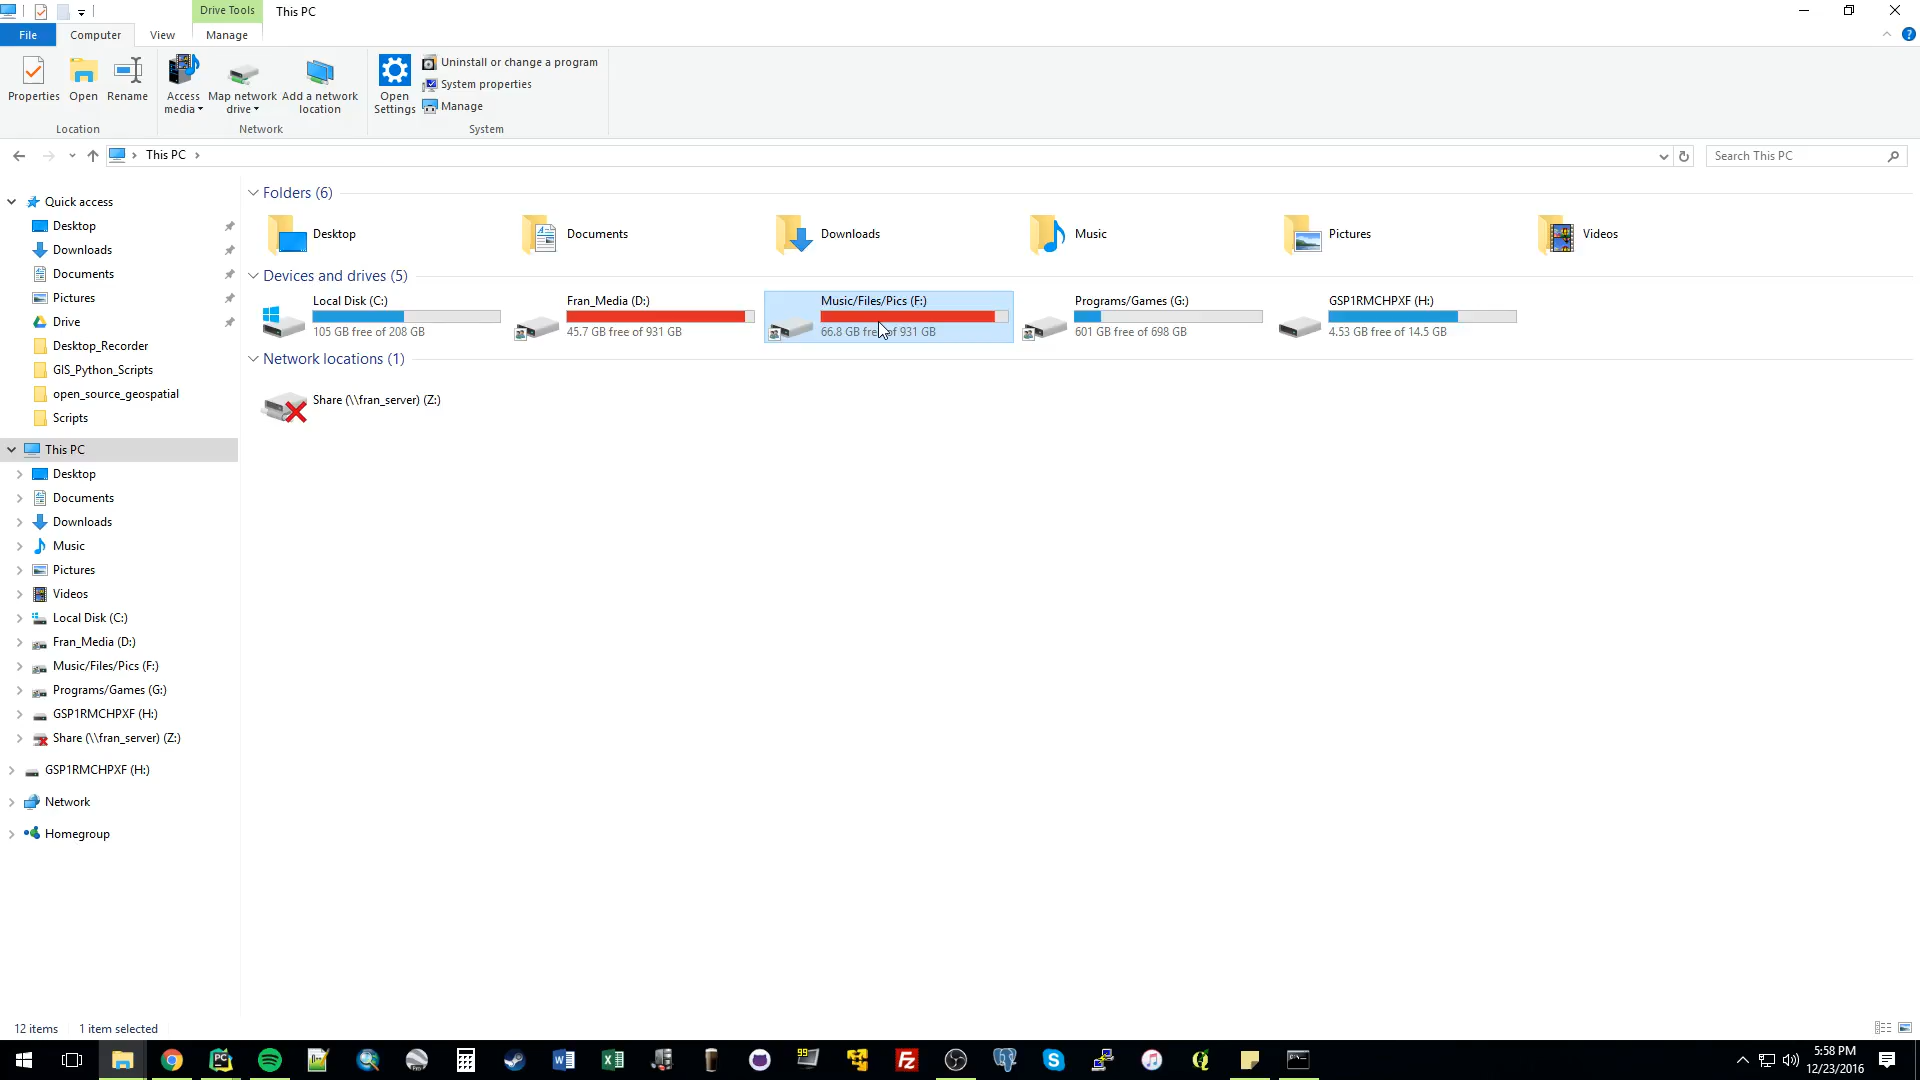 Drive Tools
This PC
File
Computer
View
Manage
Properties
Open
Rename
Access media
Map network drive
Add a network location
Open Settings
Uninstall or change a program
System properties
Manage
Location
Network
System
This PC
Search This PC
Quick access
Desktop
Downloads
Documents
Pictures
Drive
Desktop_Recorder
GIS_Python_Scripts
open_source_geospatial
Scripts
This PC
Desktop
Documents
Downloads
Music
Pictures
Videos
Local Disk (C:)
Fran_Media (D:)
Music/Files/Pics (F:)
Programs/Games (G:)
GSP1RMCHPXF (H:)
Share (\\fran_server) (Z:)
GSP1RMCHPXF (H:)
Network
Homegroup
Folders (6)
Desktop
Documents
Downloads
Music
Pictures
Videos
Devices and drives (5)
Local Disk (C:)
105 GB free of 208 GB
Fran_Media (D:)
45.7 GB free of 931 GB
Music/Files/Pics (F:)
66.8 GB free of 931 GB
Programs/Games (G:)
601 GB free of 698 GB
GSP1RMCHPXF (H:)
4.53 GB free of 14.5 GB
Network locations (1)
Share (\\fran_server) (Z:)
12 items
1 item selected
5:58 PM
12/23/2016